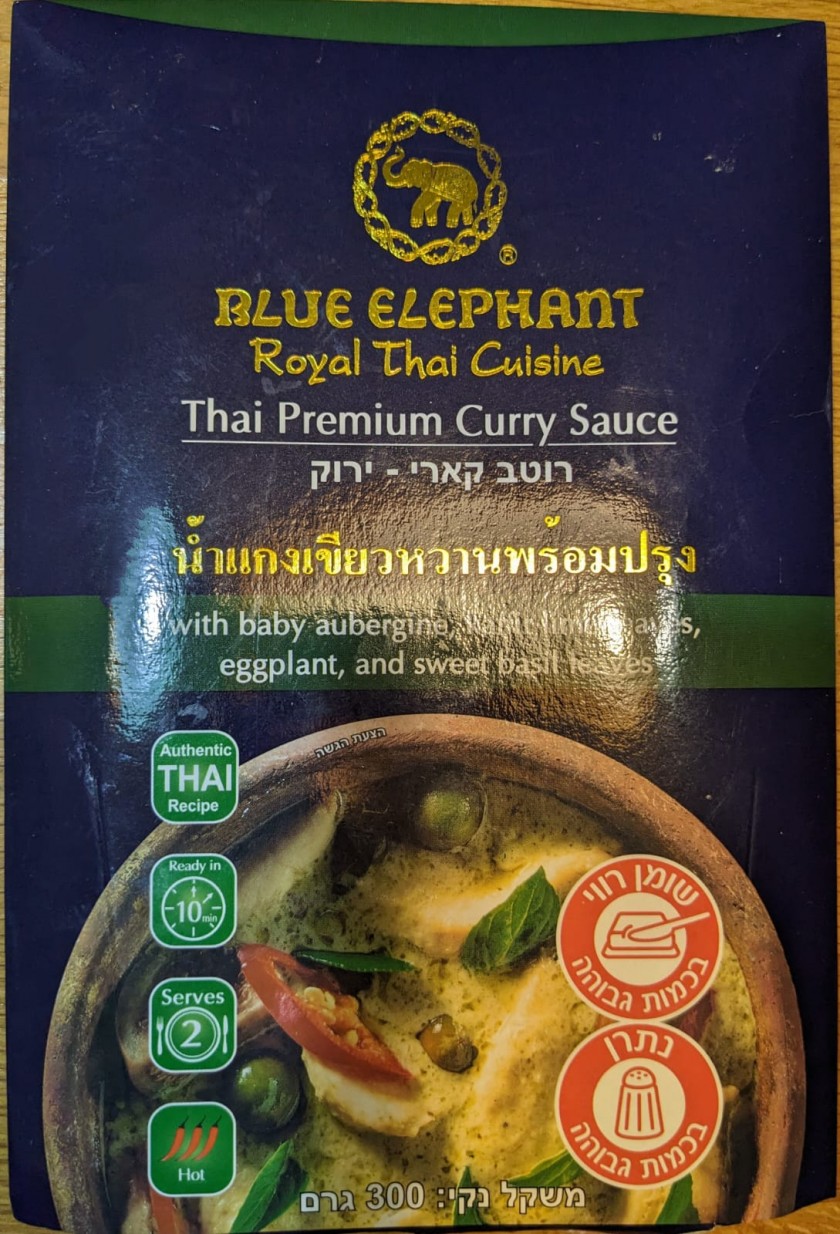 ®
BLUE ELEPHANT
Royal Thai Cuisine
Thai Premium Curry Sauce
רוטב קארי - ירוק
น้ำแกงเขียวหวานพร้อมปรุง
with baby aubergine,
eggplant, and sweet basil leaves
הצעת הגשה
Authentic
THAI
Recipe
Ready in
10 min
Serves
2
Hot
שומן רווי
בכמות גבוהה
נתרן
בכמות גבוהה
משקל נקי: 300 גרם